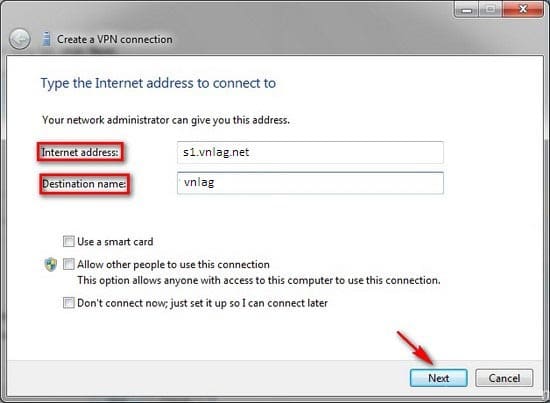 Create a VPN connection
Type the Internet address to connect to
Your network administrator can give you this address.
Internet address: s1.vnlag.net
Destination name: vnlag
Use a smart card
Allow other people to use this connection
This option allows anyone with access to this computer to use this connection.
Don't connect now; just set it up so I can connect later
Next Cancel